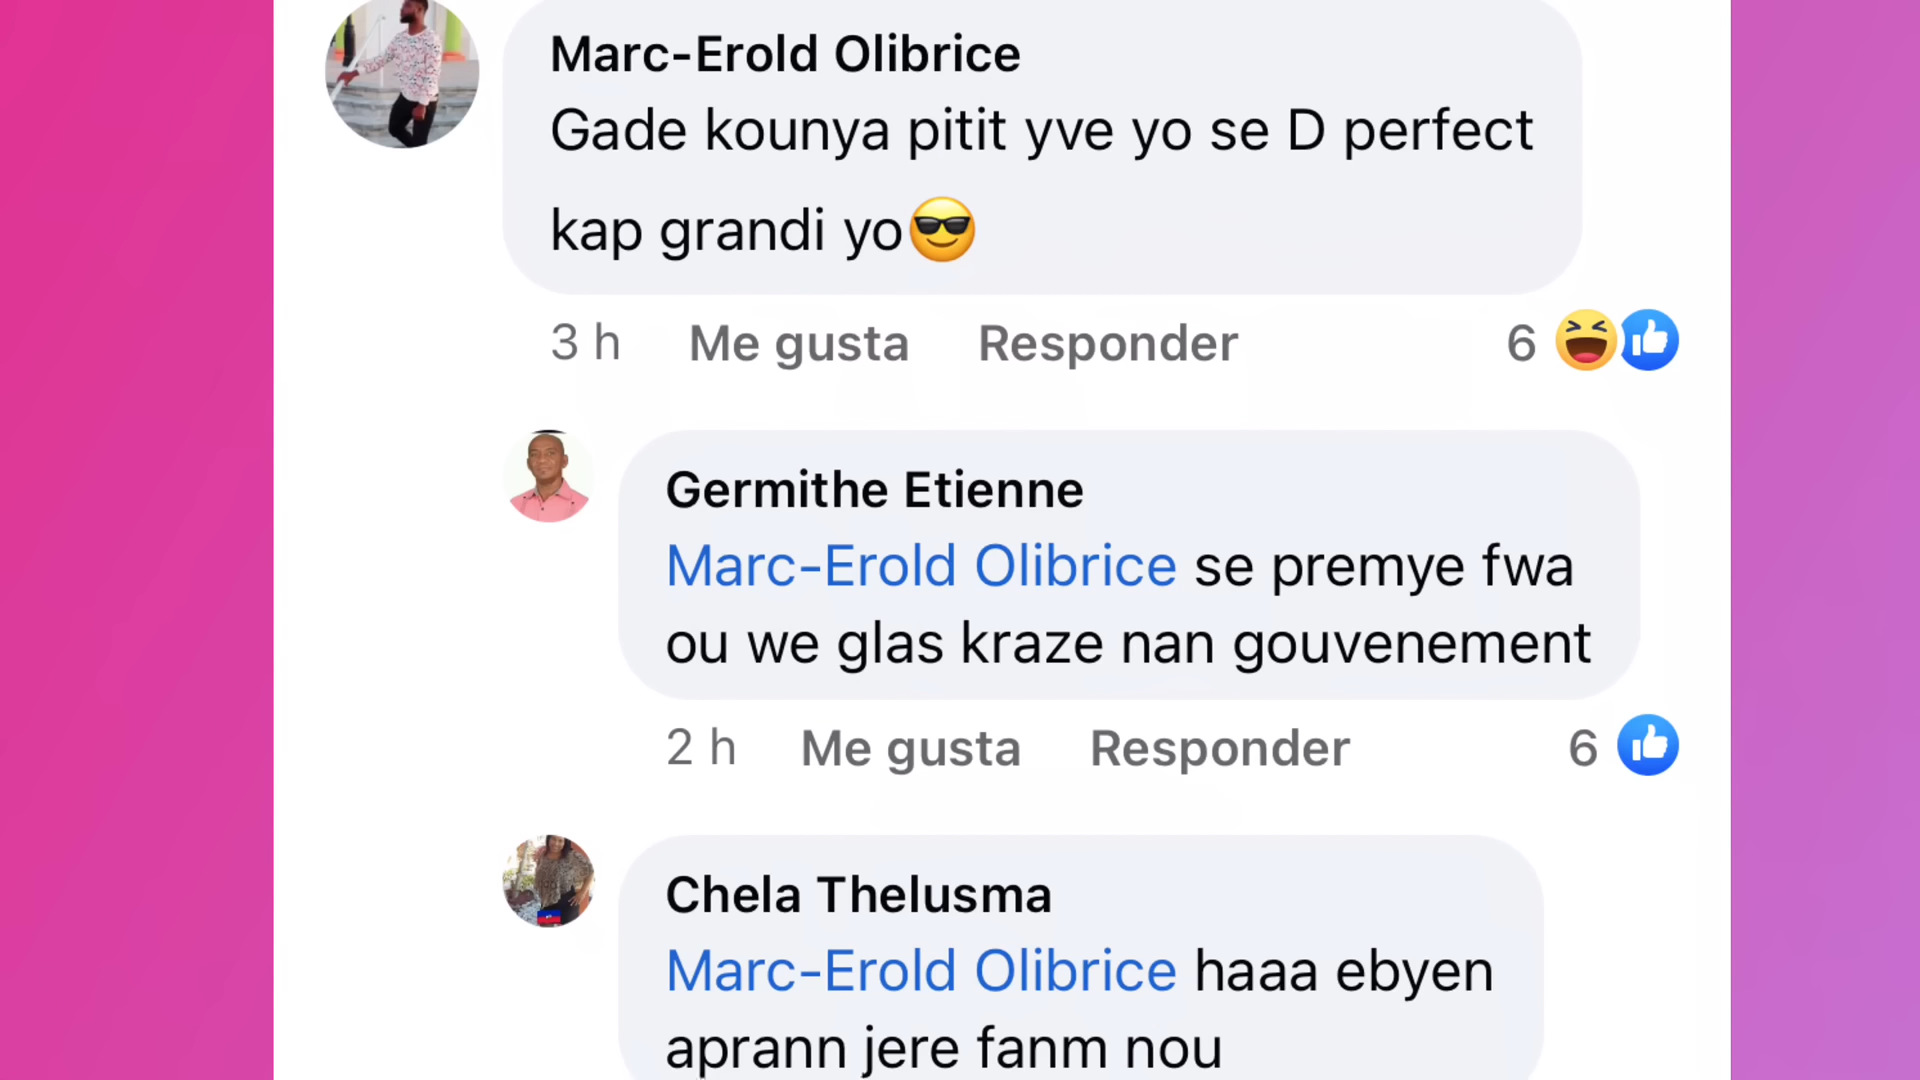 Marc-Erold Olibrice
Gade kounya pitit yve yo se D perfect
kap grandi yo😎
3 h Me gusta Responder 6
Germithe Etienne
Marc-Erold Olibrice se premye fwa
ou we glas kraze nan gouvenement
2 h Me gusta Responder 6
Chela Thelusma
Marc-Erold Olibrice haaa ebyen
aprann jere fanm nou